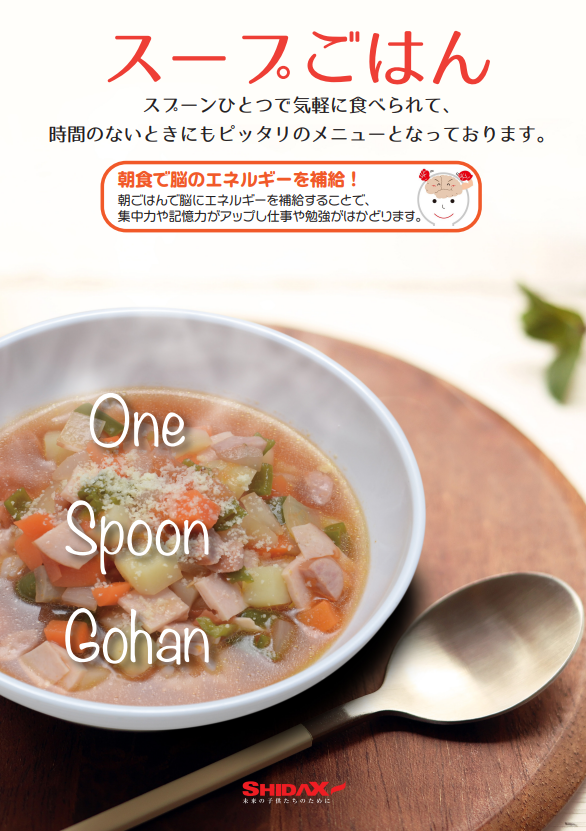 スープごはん
スプーンひとつで気軽に食べられて、
時間のないときにもピッタリのメニューとなっております。
朝食で脳のエネルギーを補給！
朝ごはんで脳にエネルギーを補給することで、
集中力や記憶力がアップし仕事や勉強がはかどります。
One
Spoon
Gohan
SHIDAX
未来の子供たちのために